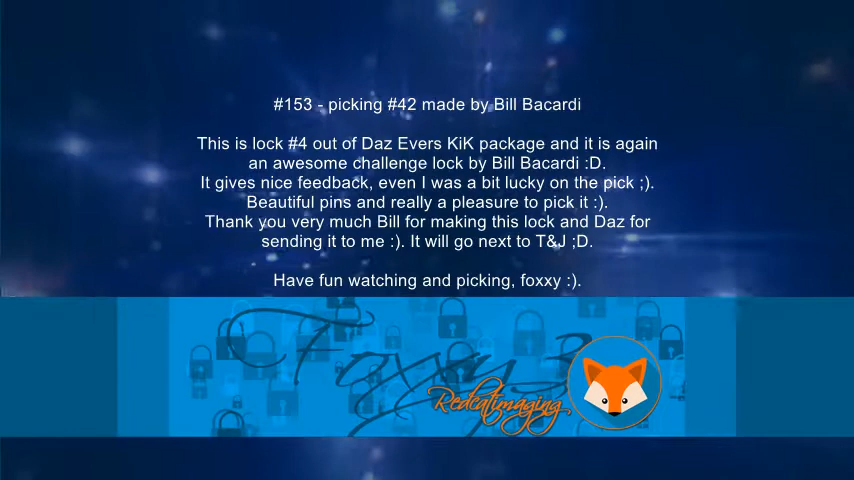 #153 - picking #42 made by Bill Bacardi
This is lock #4 out of Daz Evers KiK package and it is again
an awesome challenge lock by Bill Bacardi :D.
It gives nice feedback, even I was a bit lucky on the pick ;).
Beautiful pins and really a pleasure to pick it :).
Thank you very much Bill for making this lock and Daz for
sending it to me :). It will go next to T&J ;D.
Have fun watching and picking, foxxy :).
Foxxy 3
Redcatimaging